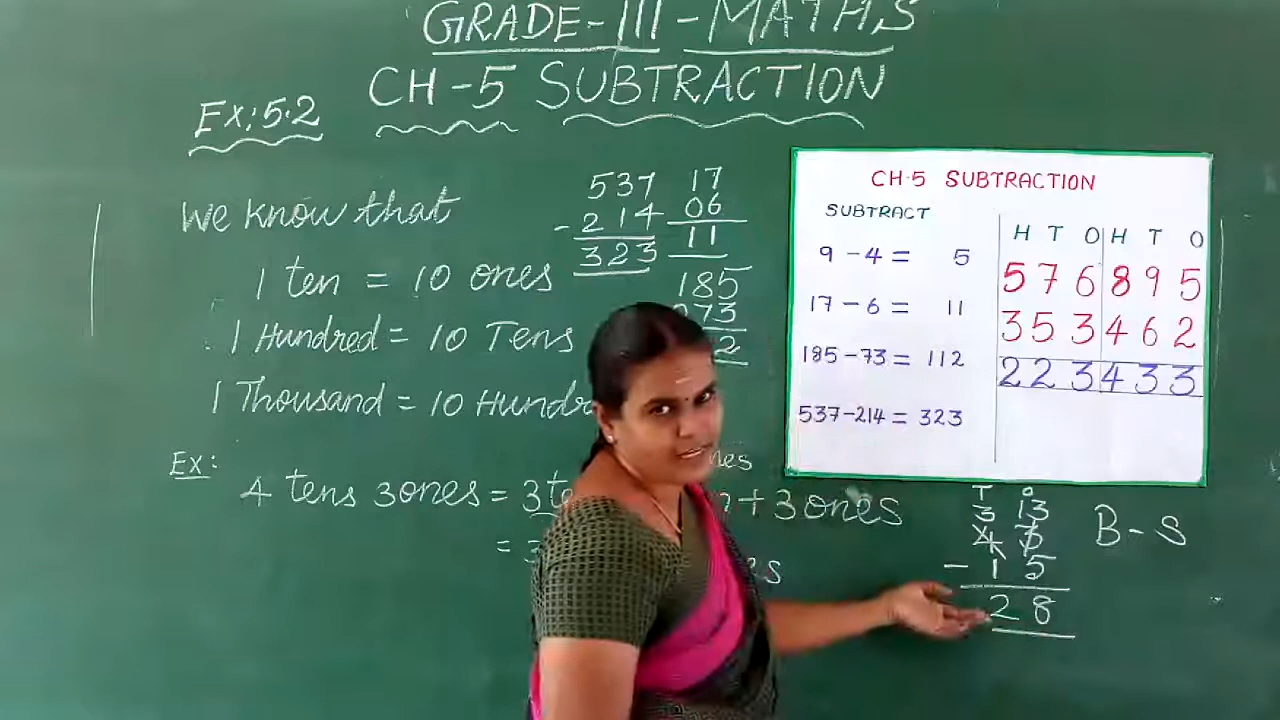 GRADE-III-MATHS
CH-5 SUBTRACTION
Ex:5.2
We know that
1 ten = 10 ones
1 Hundred = 10 Tens
1 Thousand = 10
Ex:
4 tens 3ones = 3
+ 3 ones
=
537
- 214
323
17
06
11
185
73
2
CH-5 SUBTRACTION
SUBTRACT
9 - 4 = 5
17 - 6 = 11
185 - 73 = 112
537 - 214 = 323
H T O H T O
5 7 6 8 9 5
3 5 3 4 6 2
2 2 3 4 3 3
T O
3 13
4 3
- 1 5
2 8
B - S